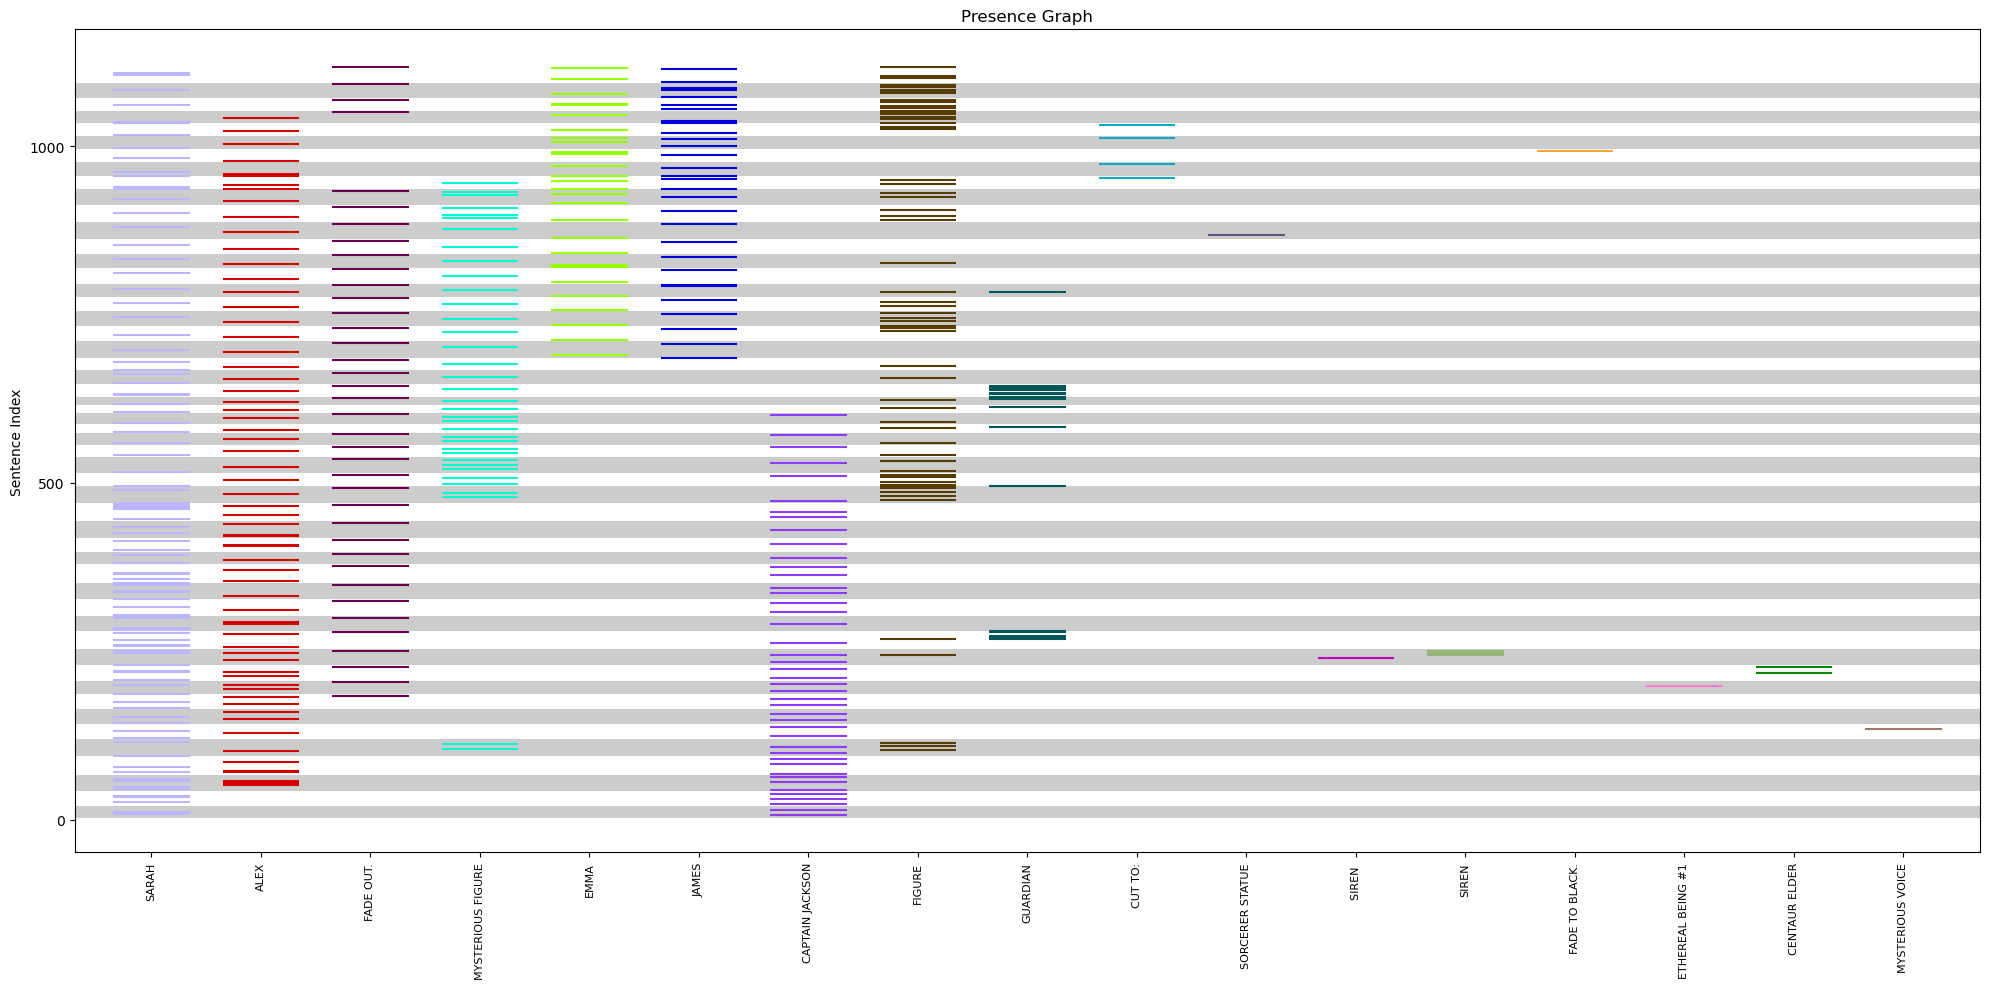 Presence Graph
Sentence Index
1000
500
0
SARAH
ALEX
FADE OUT.
MYSTERIOUS FIGURE
EMMA
JAMES
CAPTAIN JACKSON
FIGURE
GUARDIAN
CUT TO:
SORCERER STATUE
SIREN
SIREN
FADE TO BLACK.
ETHEREAL BEING #1
CENTAUR ELDER
MYSTERIOUS VOICE